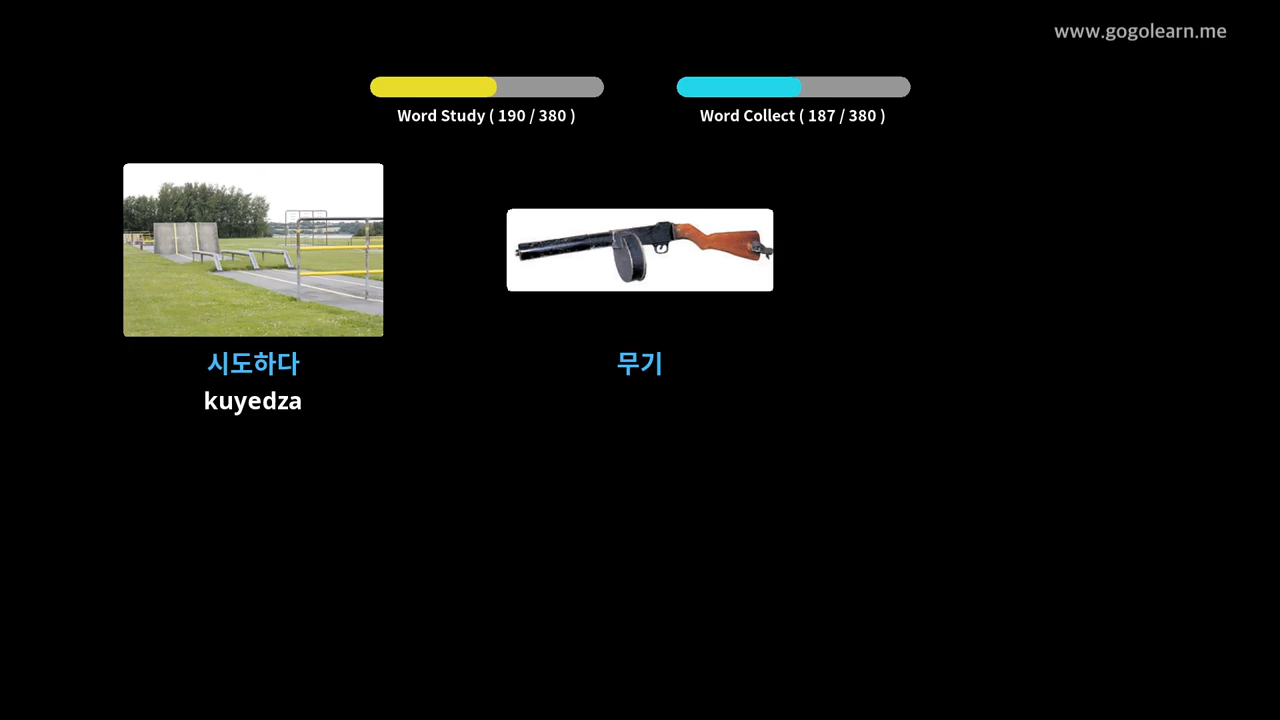 www.gogolearn.me
Word Study ( 190 / 380 )
Word Collect ( 187 / 380 )
시도하다
무기
kuyedza